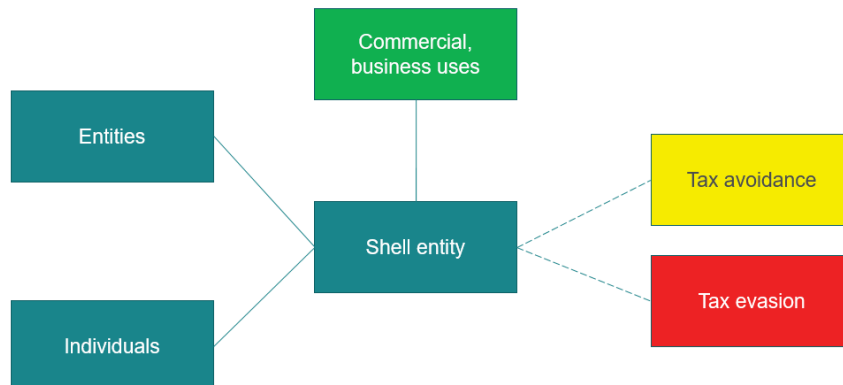 Commercial,
business uses
Entities
Tax avoidance
Shell entity
Tax evasion
Individuals